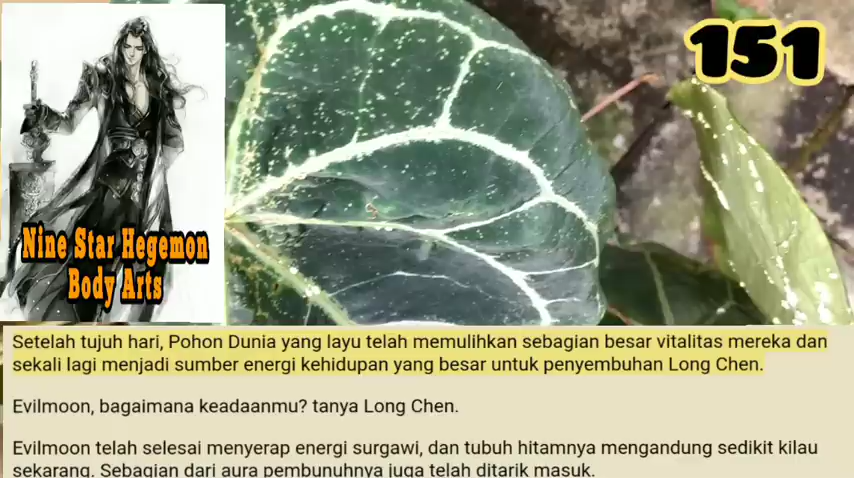 151
Nine Star Hegemon
Body Arts
Setelah tujuh hari, Pohon Dunia yang layu telah memulihkan sebagian besar vitalitas mereka dan
sekali lagi menjadi sumber energi kehidupan yang besar untuk penyembuhan Long Chen.
Evilmoon, bagaimana keadaanmu? tanya Long Chen.
Evilmoon telah selesai menyerap energi surgawi, dan tubuh hitamnya mengandung sedikit kilau
sekarang. Sebagian dari aura pembunuhnya juga telah ditarik masuk.